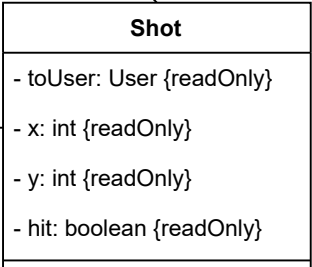 Shot
- toUser: User {readOnly}
- x: int {readOnly}
- y: int {readOnly}
- hit: boolean {readOnly}